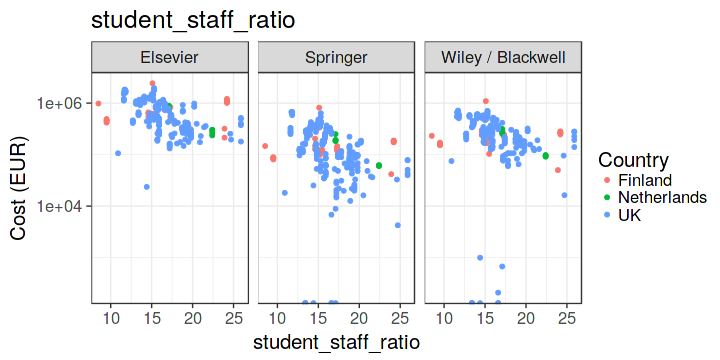 student_staff_ratio
Elsevier
Springer
Wiley / Blackwell
1e+06
1e+04
Cost (EUR)
10 15 20 25
10 15 20 25
10 15 20 25
student_staff_ratio
Country
Finland
Netherlands
UK